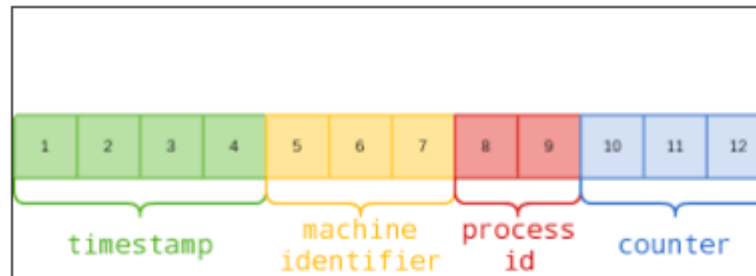 1 2 3 4 5 6 7 8 9 10 11 12
timestamp
machine
identifier
process
id
counter